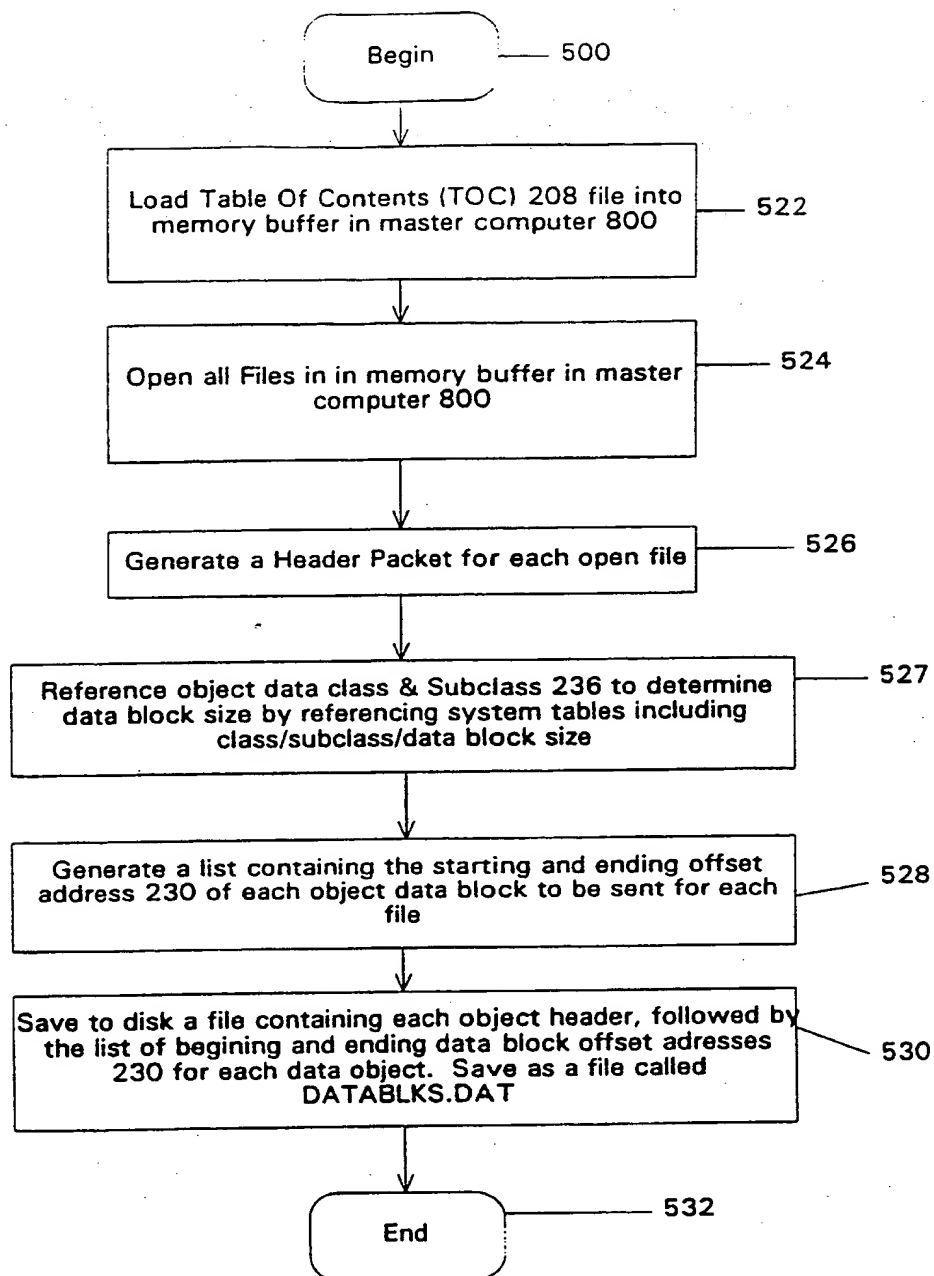 Begin
500
Load Table Of Contents (TOC) 208 file into
memory buffer in master computer 800
522
Open all Files in in memory buffer in master
computer 800
524
Generate a Header Packet for each open file
526
Reference object data class & Subclass 236 to determine
data block size by referencing system tables including
class/subclass/data block size
527
Generate a list containing the starting and ending offset
address 230 of each object data block to be sent for each
file
528
Save to disk a file containing each object header, followed by
the list of begining and ending data block offset adresses
230 for each data object. Save as a file called
DATABLKS.DAT
530
End
532